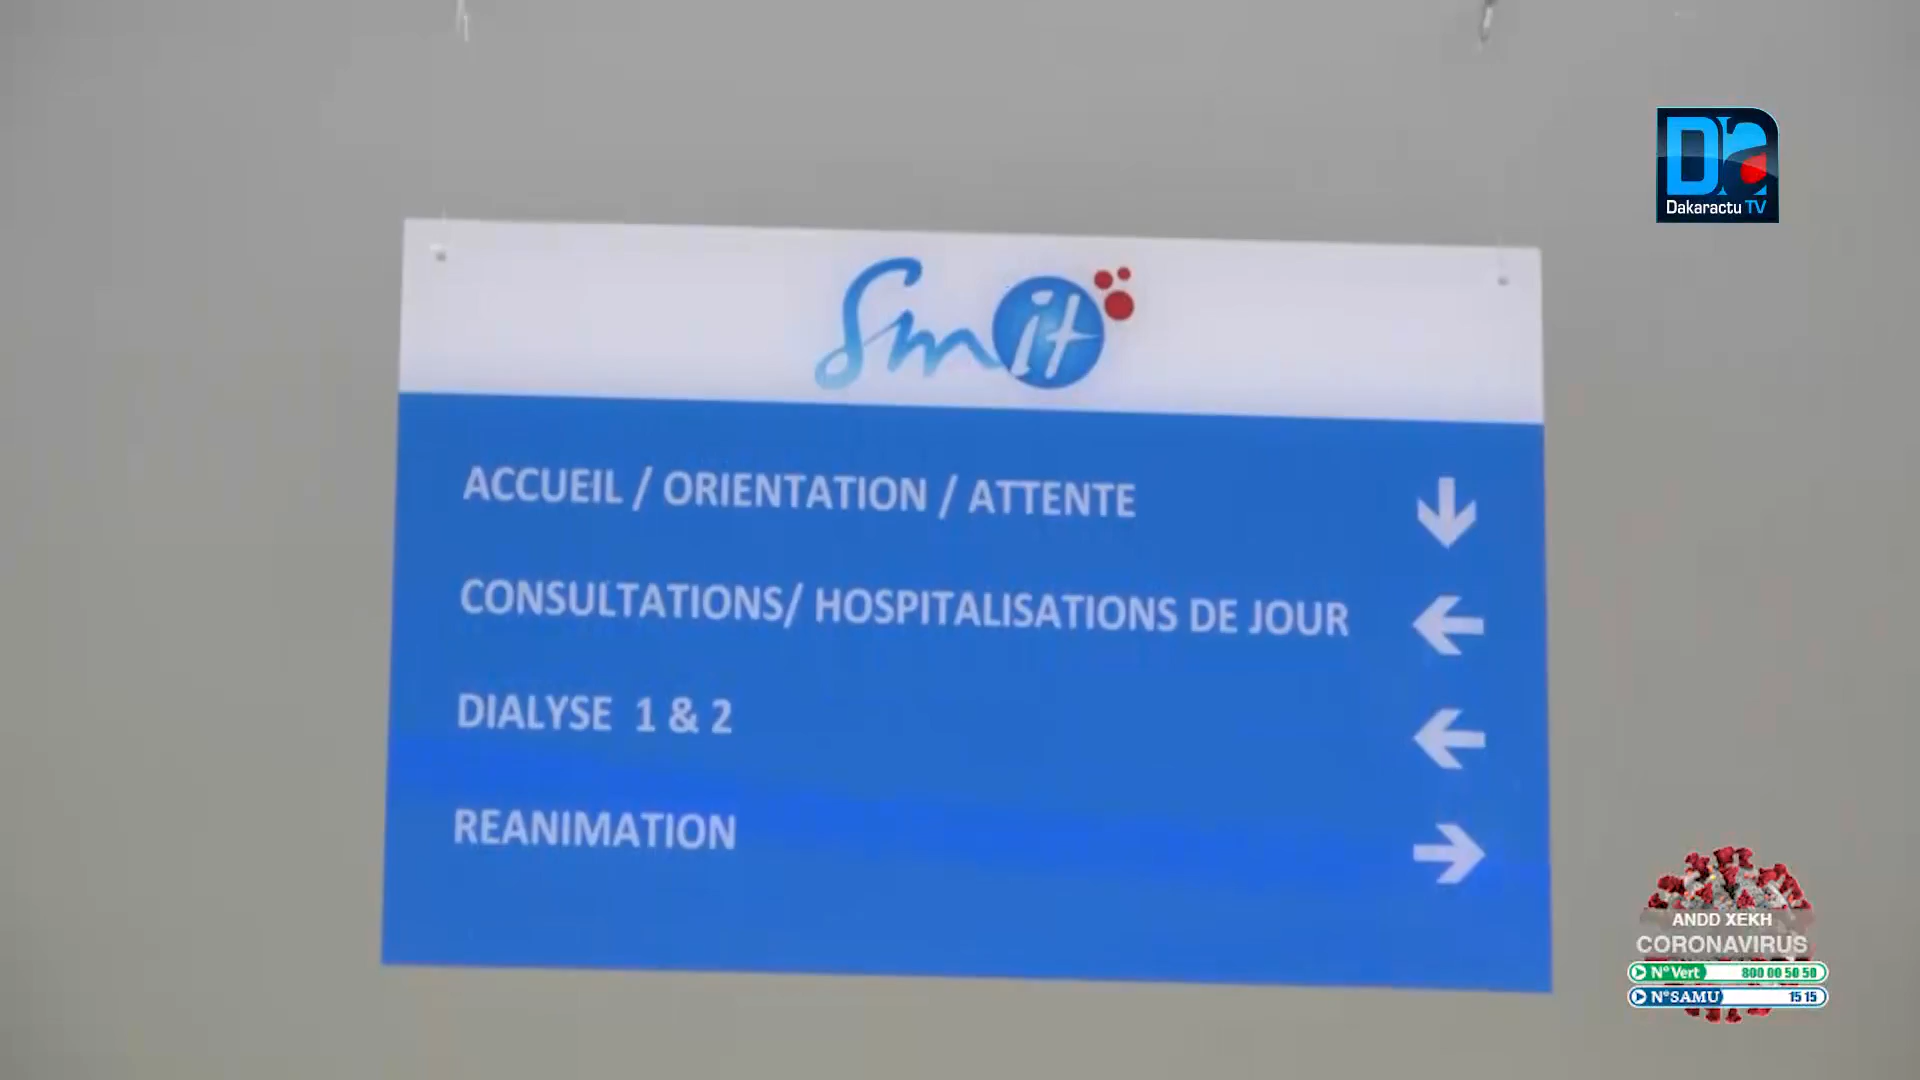 Dakaractu TV
Smit
ACCUEIL / ORIENTATION / ATTENTE
CONSULTATIONS/ HOSPITALISATIONS DE JOUR
DIALYSE 1 & 2
REANIMATION
ANDD XEKH
CORONAVIRUS
N°Vert 800 00 50 50
N°SAMU 15 15